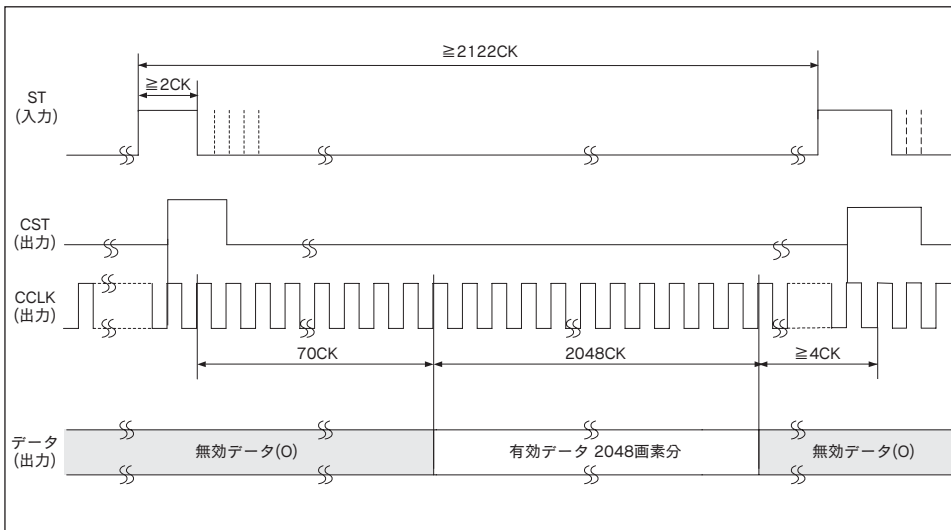 ≧2122CK
≧2CK
ST
(入力)
CST
(出力)
CCLK
(出力)
70CK
2048CK
≧4CK
データ
(出力)
無効データ(O)
有効データ 2048画素分
無効データ(O)